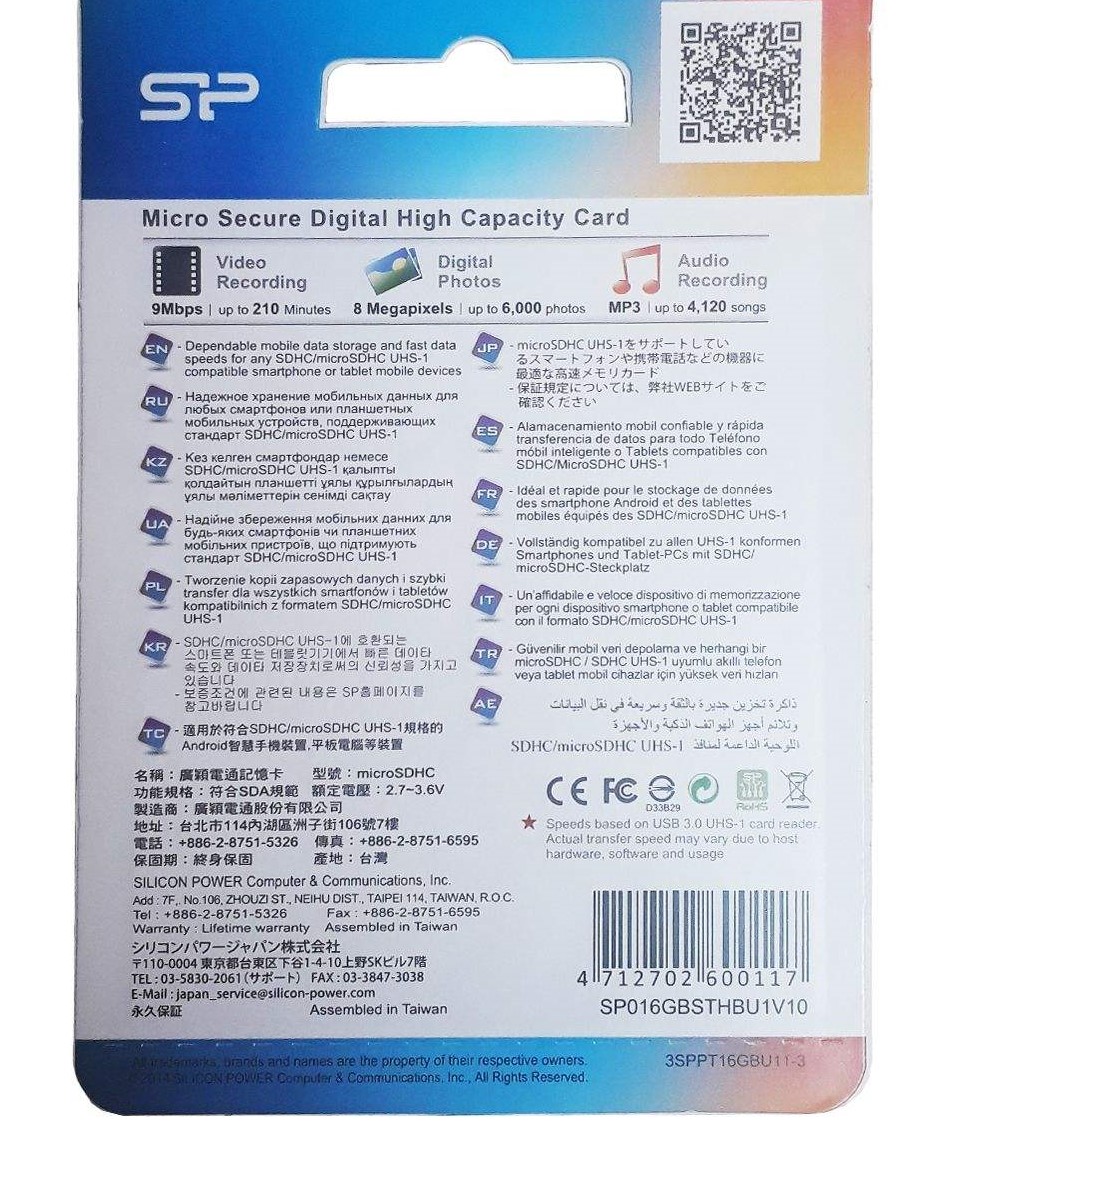 SP
Micro Secure Digital High Capacity Card
Video
Recording
9Mbps | up to 210 Minutes
Digital
Photos
8 Megapixels | up to 6,000 photos
Audio
Recording
MP3 | up to 4,120 songs
EN - Dependable mobile data storage and fast data
speeds for any SDHC/microSDHC UHS-1
compatible smartphone or tablet mobile devices
RU - Надежное хранение мобильных данных для
любых смартфонов или планшетных
мобильных устройств, поддерживающих
стандарт SDHC/microSDHC UHS-1
KZ - Кез келген смартфондар немесе
SDHC/microSDHC UHS-1 қалыпты
қолдайтын планшетті ұялы құрылғылардың
ұялы мәліметтерін сенімді сақтау
UA - Надійне збереження мобільних данних для
будь-яких смартфонів чи планшетних
мобільних пристроїв, що підтримують
стандарт SDHC/microSDHC UHS-1
PL - Tworzenie kopii zapasowych danych i szybki
transfer dla wszystkich smartfonów i tabletów
kompatibilnich z formatem SDHC/microSDHC
UHS-1
KR - SDHC/microSDHC UHS-1에 호환되는
스마트폰 또는 테블릿기기에서 빠른 데이타
속도와 데이타 저장장치로써의 신뢰성을 가지고
있습니다
- 보증조건에 관련된 내용은 SP홈페이지를
참고바립니다
TC - 適用於符合SDHC/microSDHC UHS-1規格的
Android智慧手機裝置,平板電腦等裝置
JP - microSDHC UHS-1をサポートしてい
るスマートフォンや携帯電話などの機器に
最適な高速メモリカード
- 保証規定については、弊社WEBサイトをご
確認ください
ES - Alamacenamiento mobil confiable y rápida
transferencia de datos para todo Teléfono
móbil inteligente o Tablets compatibles con
SDHC/MicroSDHC UHS-1
FR - Idéal et rapide pour le stockage de données
des smartphone Android et des tablettes
mobiles équipés des SDHC/microSDHC UHS-1
DE - Vollständig kompatibel zu allen UHS-1 konformen
Smartphones und Tablet-PCs mit SDHC/
microSDHC-Steckplatz
IT - Un'affidabile e veloce dispositivo di memorizzazione
per ogni dispositivo smartphone o tablet compatibile
con il formato SDHC/microSDHC UHS-1
TR - Güvenilir mobil veri depolama ve herhangi bir
microSDHC / SDHC UHS-1 uyumlu akıllı telefon
veya tablet mobil cihazlar için yüksek veri hızları
AE ذاكرة تخزين جديرة بالثقة وسريعة في نقل البيانات
وتلائم أجهز الهواتف الذكية والأجهزة
اللوحية الداعمة لمنافذ SDHC/microSDHC UHS-1
名稱：廣穎電通記憶卡 型號：microSDHC
功能規格：符合SDA規範 額定電壓：2.7~3.6V
製造商：廣穎電通股份有限公司
地址：台北市114內湖區洲子街106號7樓
電話：+886-2-8751-5326 傳真：+886-2-8751-6595
保固期：終身保固 產地：台灣
SILICON POWER Computer & Communications, Inc.
Add : 7F,. No.106, ZHOUZI ST., NEIHU DIST., TAIPEI 114, TAIWAN, R.O.C.
Tel : +886-2-8751-5326 Fax : +886-2-8751-6595
Warranty : Lifetime warranty Assembled in Taiwan
シリコンパワージャパン株式会社
〒110-0004 東京都台東区下谷1-4-10上野SKビル7階
TEL : 03-5830-2061 (サポート) FAX : 03-3847-3038
E-Mail : japan_service@silicon-power.com
永久保証 Assembled in Taiwan
CE FC
D33B29
SP
RoHS
★ Speeds based on USB 3.0 UHS-1 card reader.
Actual transfer speed may vary due to host
hardware, software and usage
4 712702 600117
SP016GBSTHBU1V10
All trademarks, brands and names are the property of their respective owners.
©2014 SILICON POWER Computer & Communications, Inc., All Rights Reserved.
3SPPT16GBU11-3